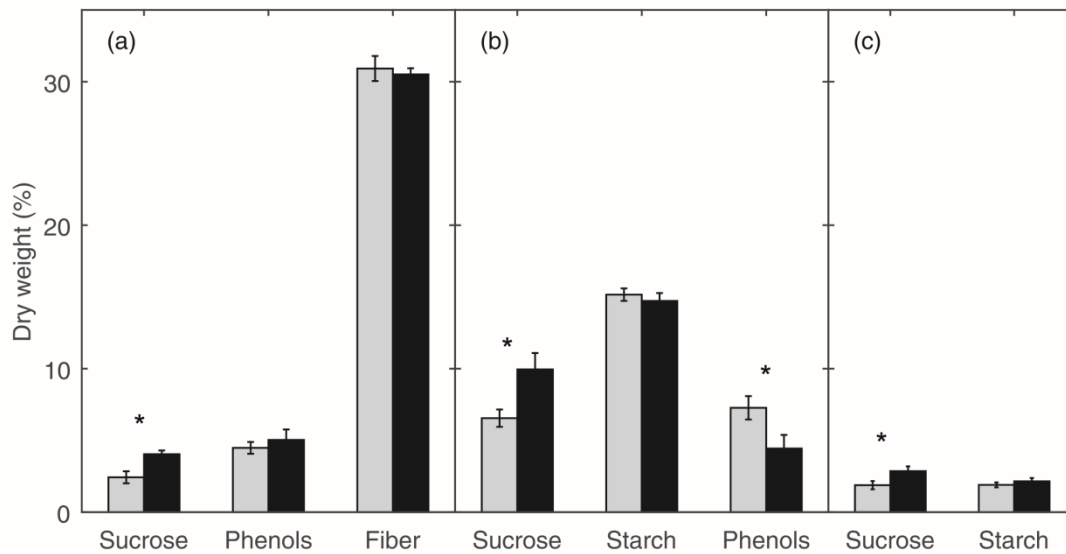 (a) (b) (c)
30
20
10
0
Dry weight (%)
* * * *
Sucrose Phenols Fiber Sucrose Starch Phenols Sucrose Starch